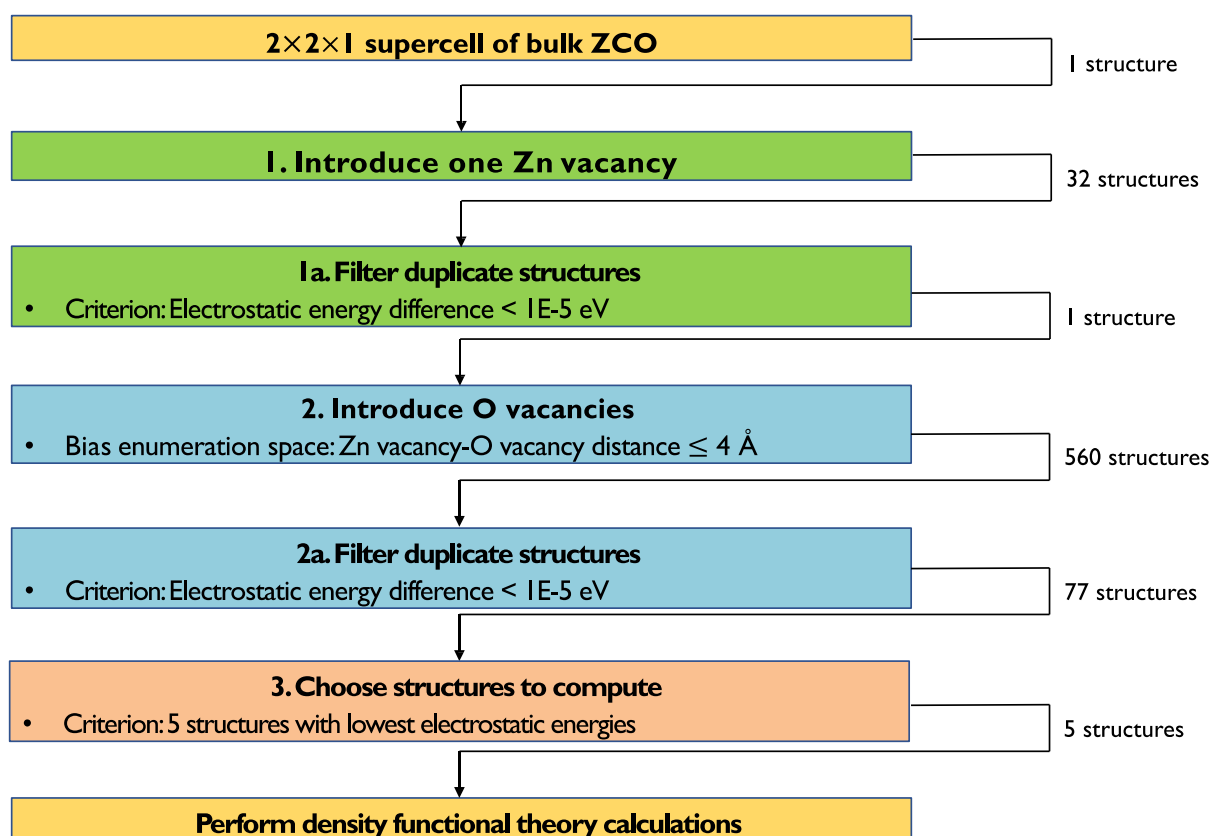 2×2×1 supercell of bulk ZCO
1 structure
1. Introduce one Zn vacancy
32 structures
1a. Filter duplicate structures
• Criterion: Electrostatic energy difference < 1E-5 eV
1 structure
2. Introduce O vacancies
• Bias enumeration space: Zn vacancy-O vacancy distance ≤ 4 Å
560 structures
2a. Filter duplicate structures
• Criterion: Electrostatic energy difference < 1E-5 eV
77 structures
3. Choose structures to compute
• Criterion: 5 structures with lowest electrostatic energies
5 structures
Perform density functional theory calculations